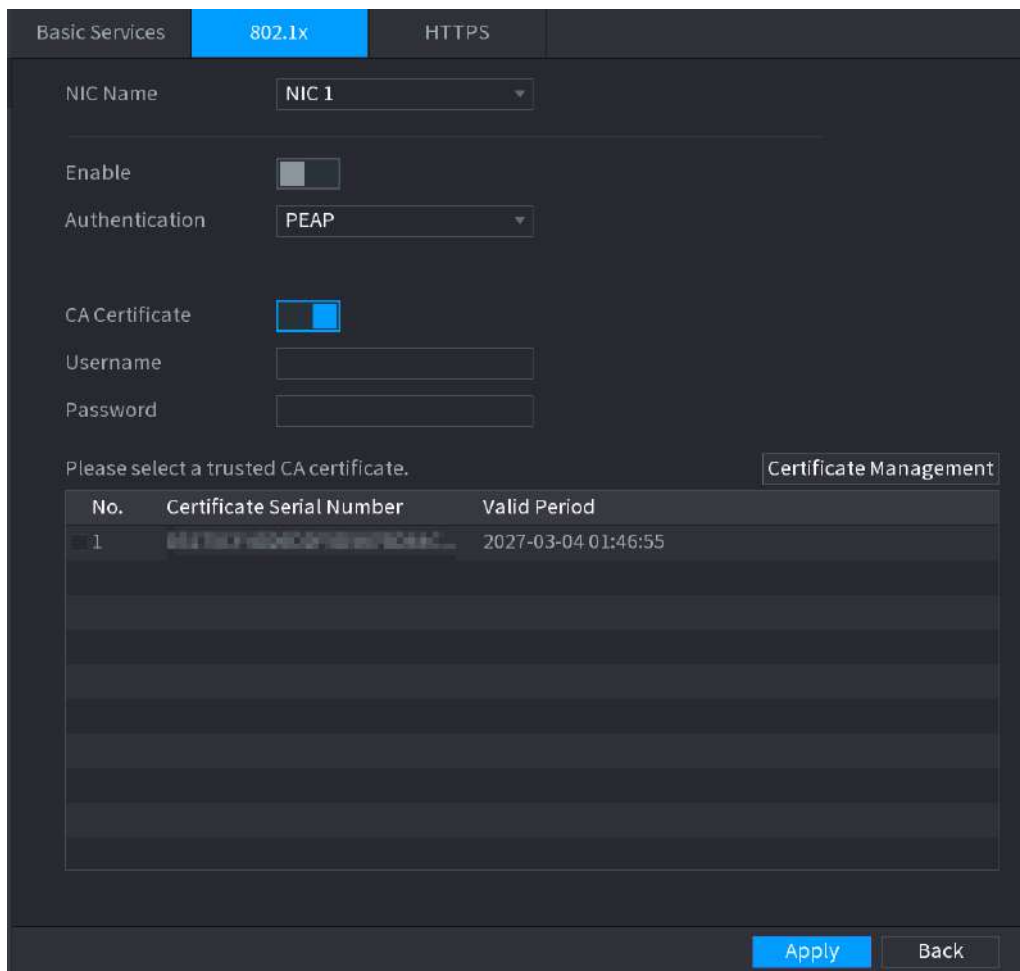 Basic Services 802.1x HTTPS
NIC Name NIC 1
Enable
Authentication PEAP
CA Certificate
Username
Password
Please select a trusted CA certificate. Certificate Management
No. Certificate Serial Number Valid Period
1 2027-03-04 01:46:55
Apply Back